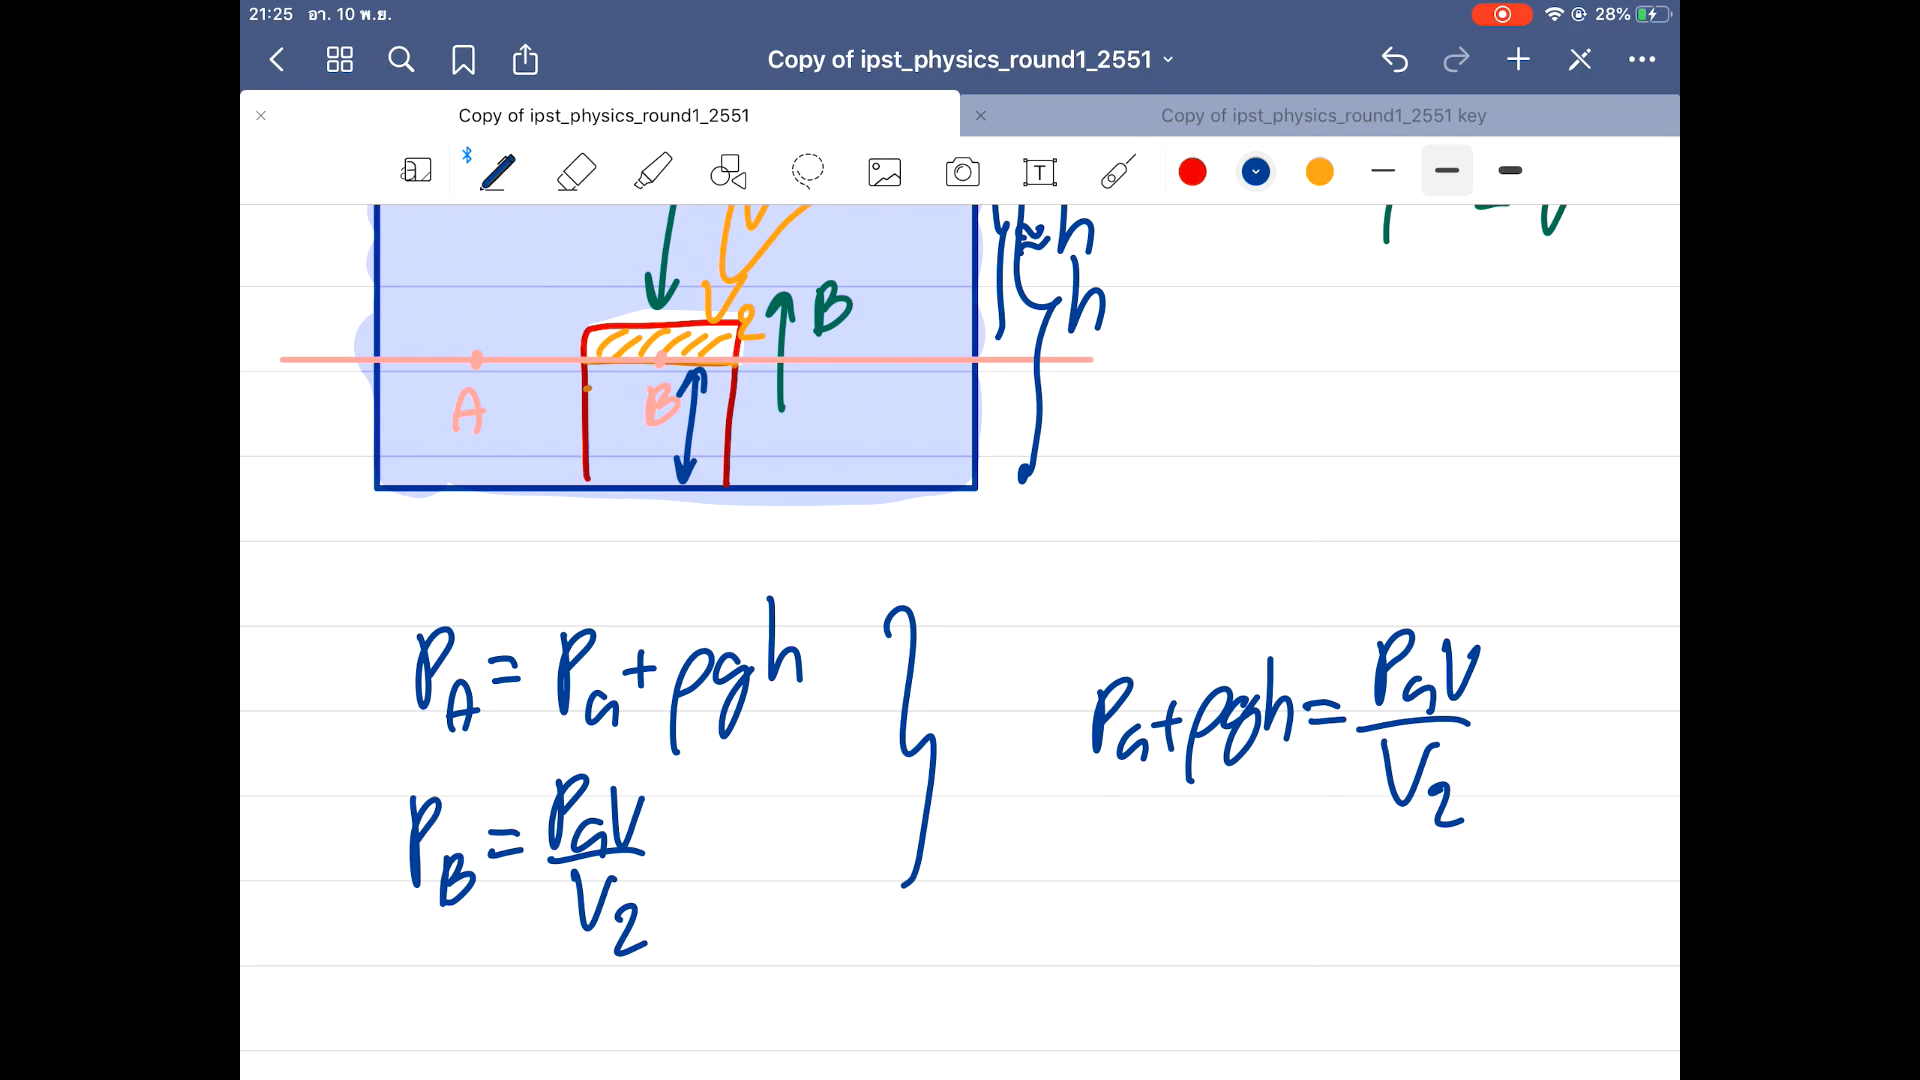 21:25 อา. 10 พ.ย. 28%
Copy of ipst_physics_round1_2551
Copy of ipst_physics_round1_2551
Copy of ipst_physics_round1_2551 key
T
≈h
h
V2
B
A
B
P_A = P_a + ρgh
P_B = P_aV / V_2
P_a + ρgh = P_aV / V_2